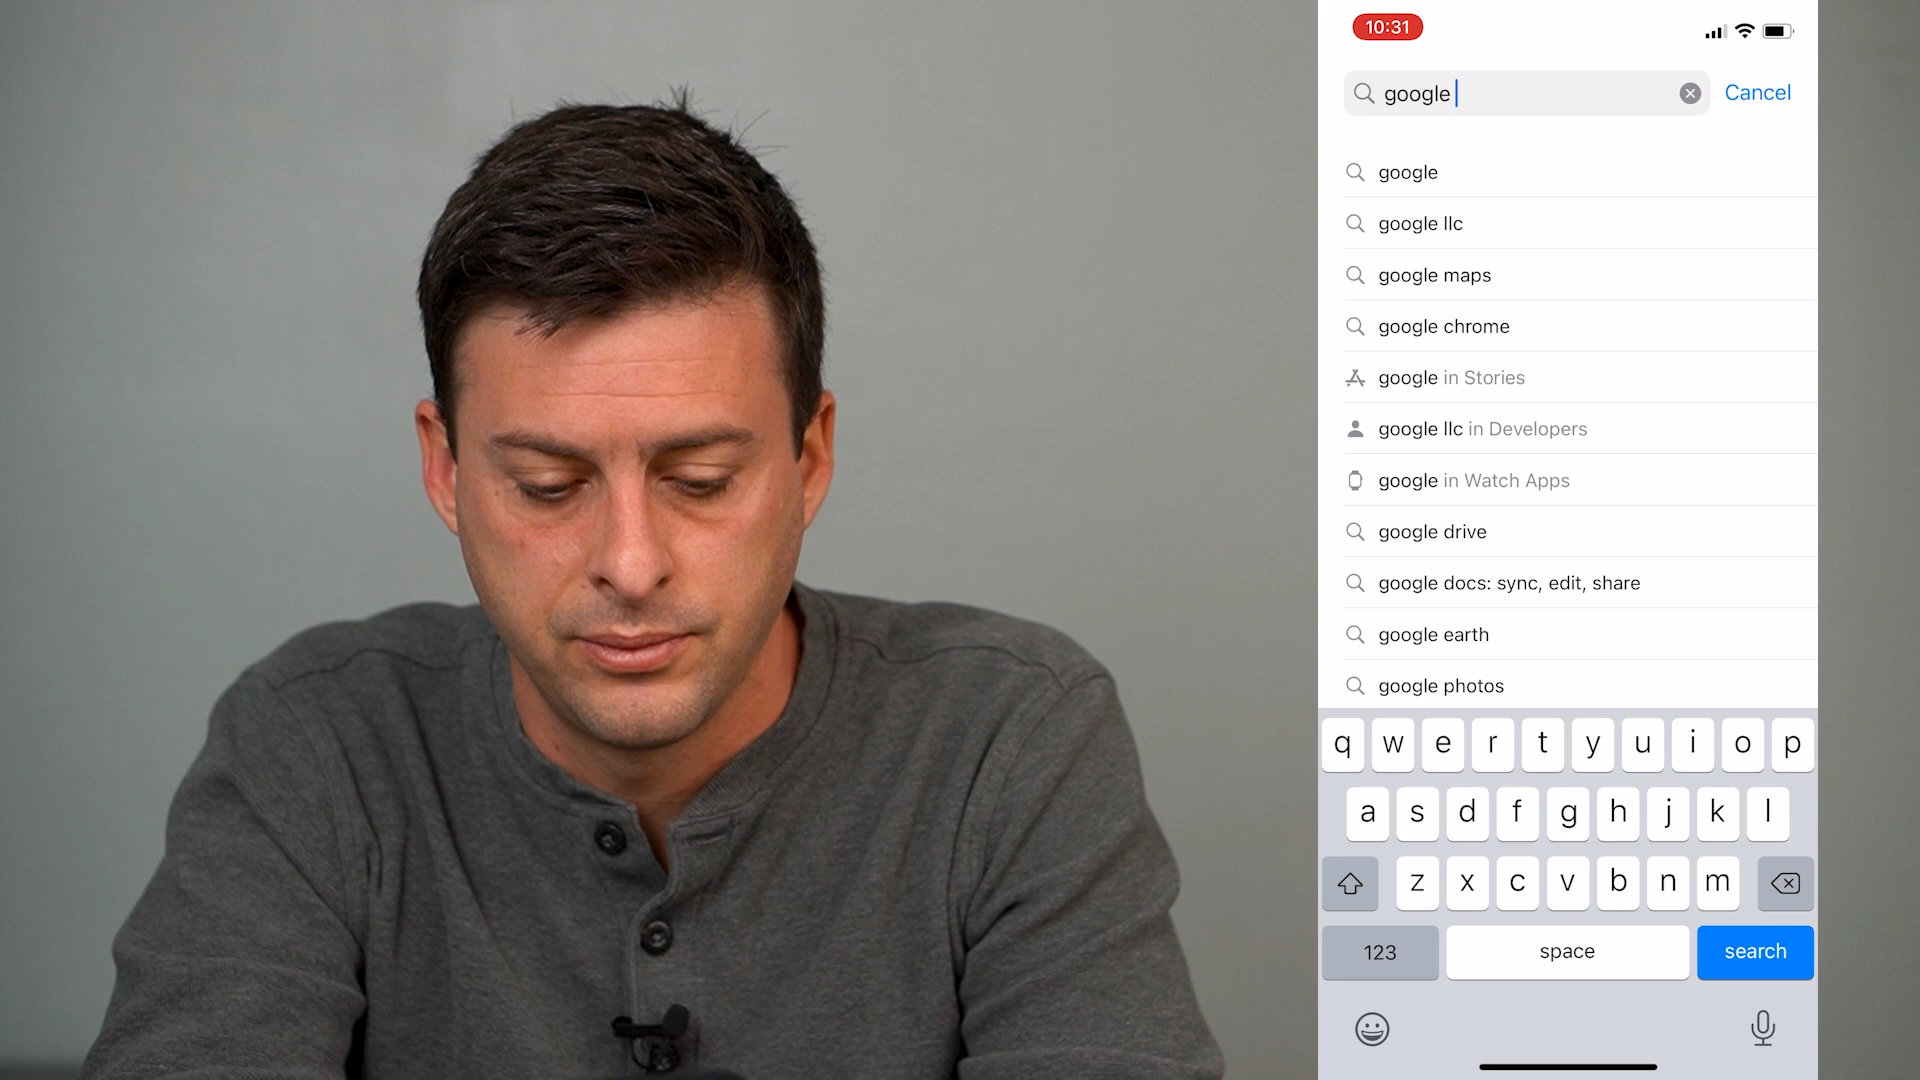 10:31
google
Cancel
google
google llc
google maps
google chrome
google in Stories
google llc in Developers
google in Watch Apps
google drive
google docs: sync, edit, share
google earth
google photos
q w e r t y u i o p
a s d f g h j k l
z x c v b n m
123 space search